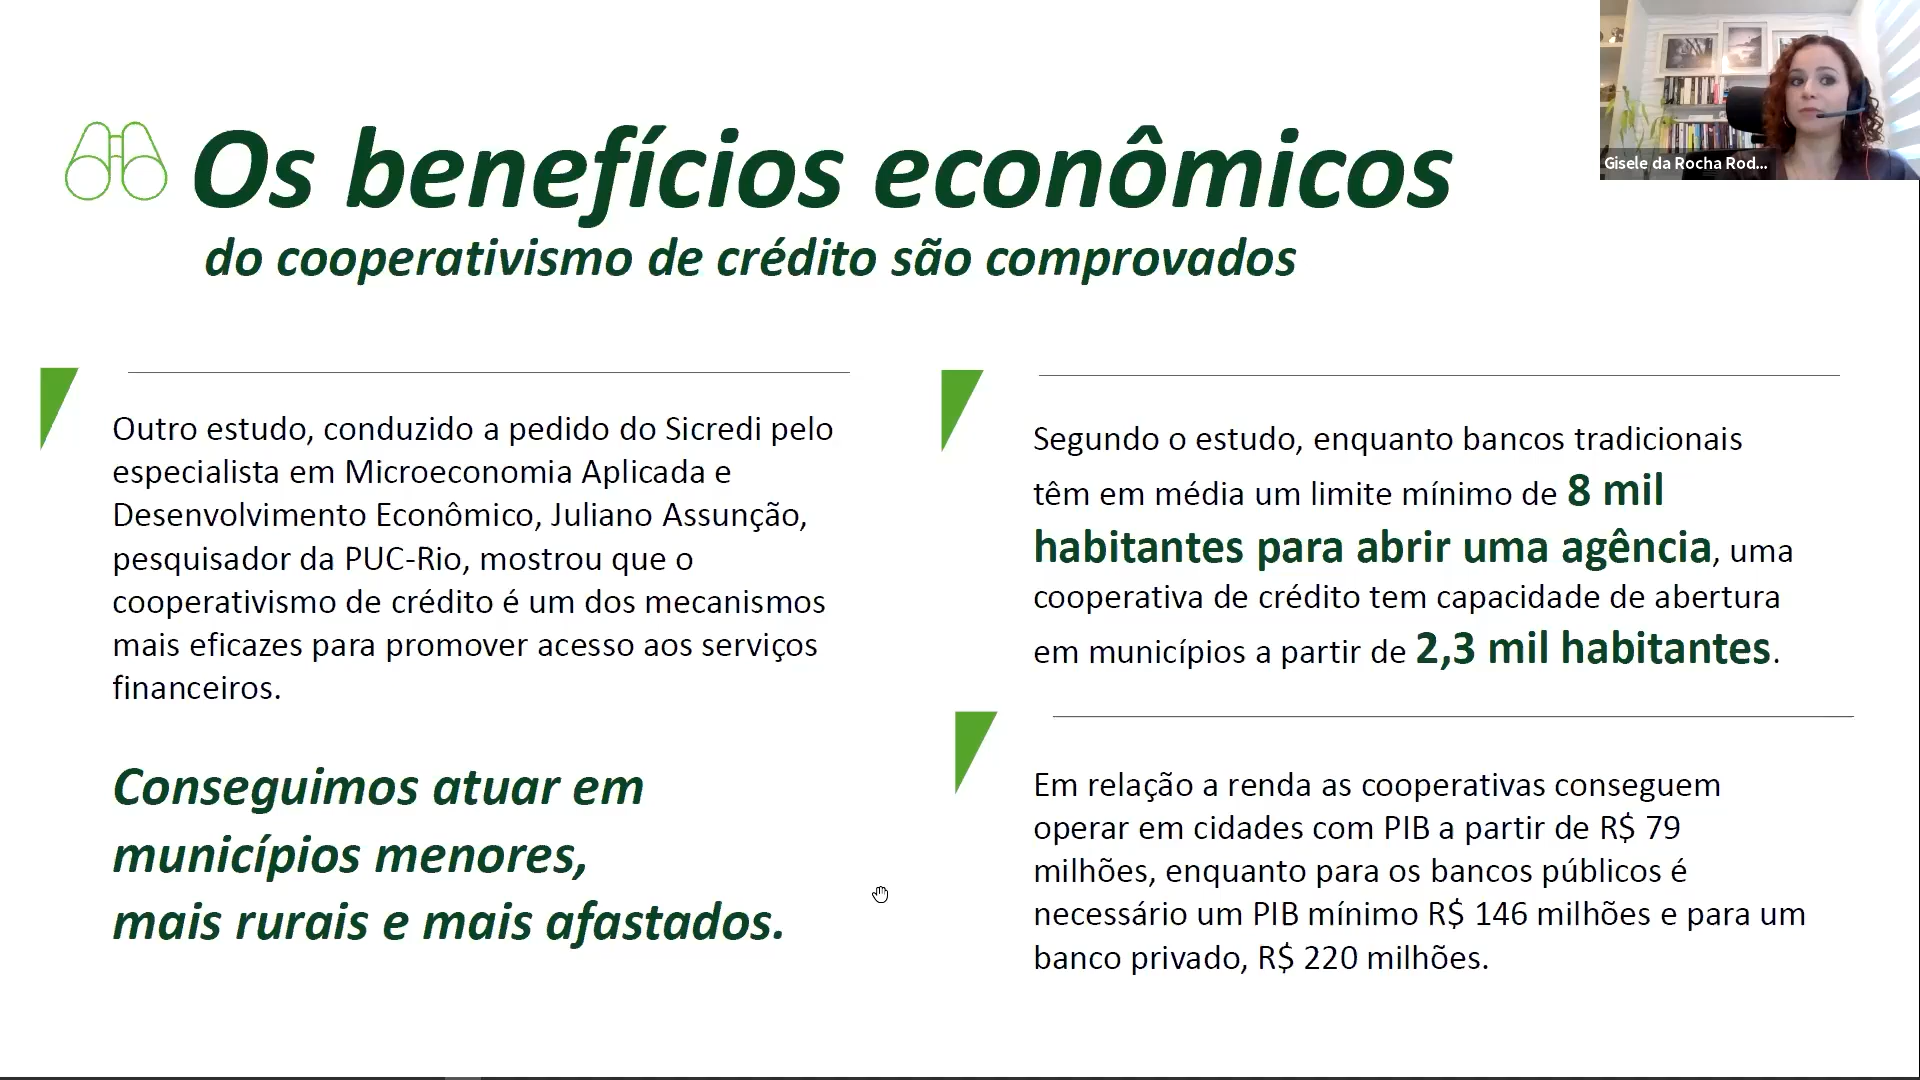 Os benefícios econômicos
do cooperativismo de crédito são comprovados
Gisele da Rocha Rod...
Outro estudo, conduzido a pedido do Sicredi pelo
especialista em Microeconomia Aplicada e
Desenvolvimento Econômico, Juliano Assunção,
pesquisador da PUC-Rio, mostrou que o
cooperativismo de crédito é um dos mecanismos
mais eficazes para promover acesso aos serviços
financeiros.
Conseguimos atuar em
municípios menores,
mais rurais e mais afastados.
Segundo o estudo, enquanto bancos tradicionais
têm em média um limite mínimo de 8 mil
habitantes para abrir uma agência, uma
cooperativa de crédito tem capacidade de abertura
em municípios a partir de 2,3 mil habitantes.
Em relação a renda as cooperativas conseguem
operar em cidades com PIB a partir de R$ 79
milhões, enquanto para os bancos públicos é
necessário um PIB mínimo R$ 146 milhões e para um
banco privado, R$ 220 milhões.